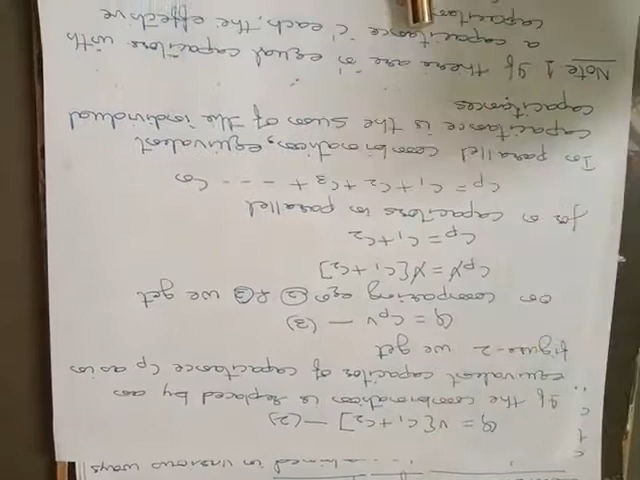 combined in various ways
Q = V[C1 + C2] — (2)
If the combination is replaced by an
equivalent capacitor of capacitance Cp as in
figure-2 we get
Q = CpV — (3)
on comparing eqn ② & ③ we get
CpV = V[C1 + C2]
Cp = C1 + C2
for n capacitors in parallel
Cp = C1 + C2 + C3 + - - - - Cn
In parallel combination, equivalent
capacitance is the sum of the individual
capacitances
Note 1 If there are 'n' equal capacitors with
a capacitance 'c' each, the effective